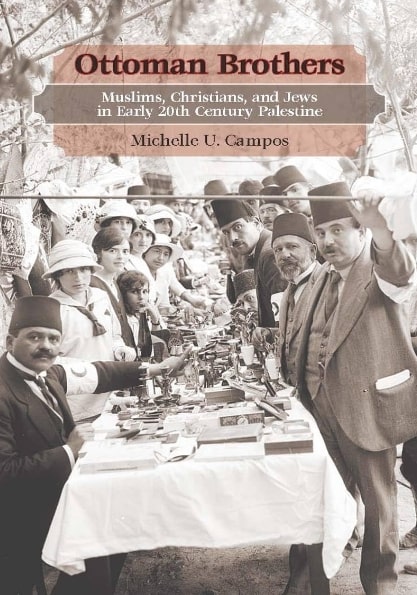 Ottoman Brothers
Muslims, Christians, and Jews
in Early 20th Century Palestine
Michelle U. Campos